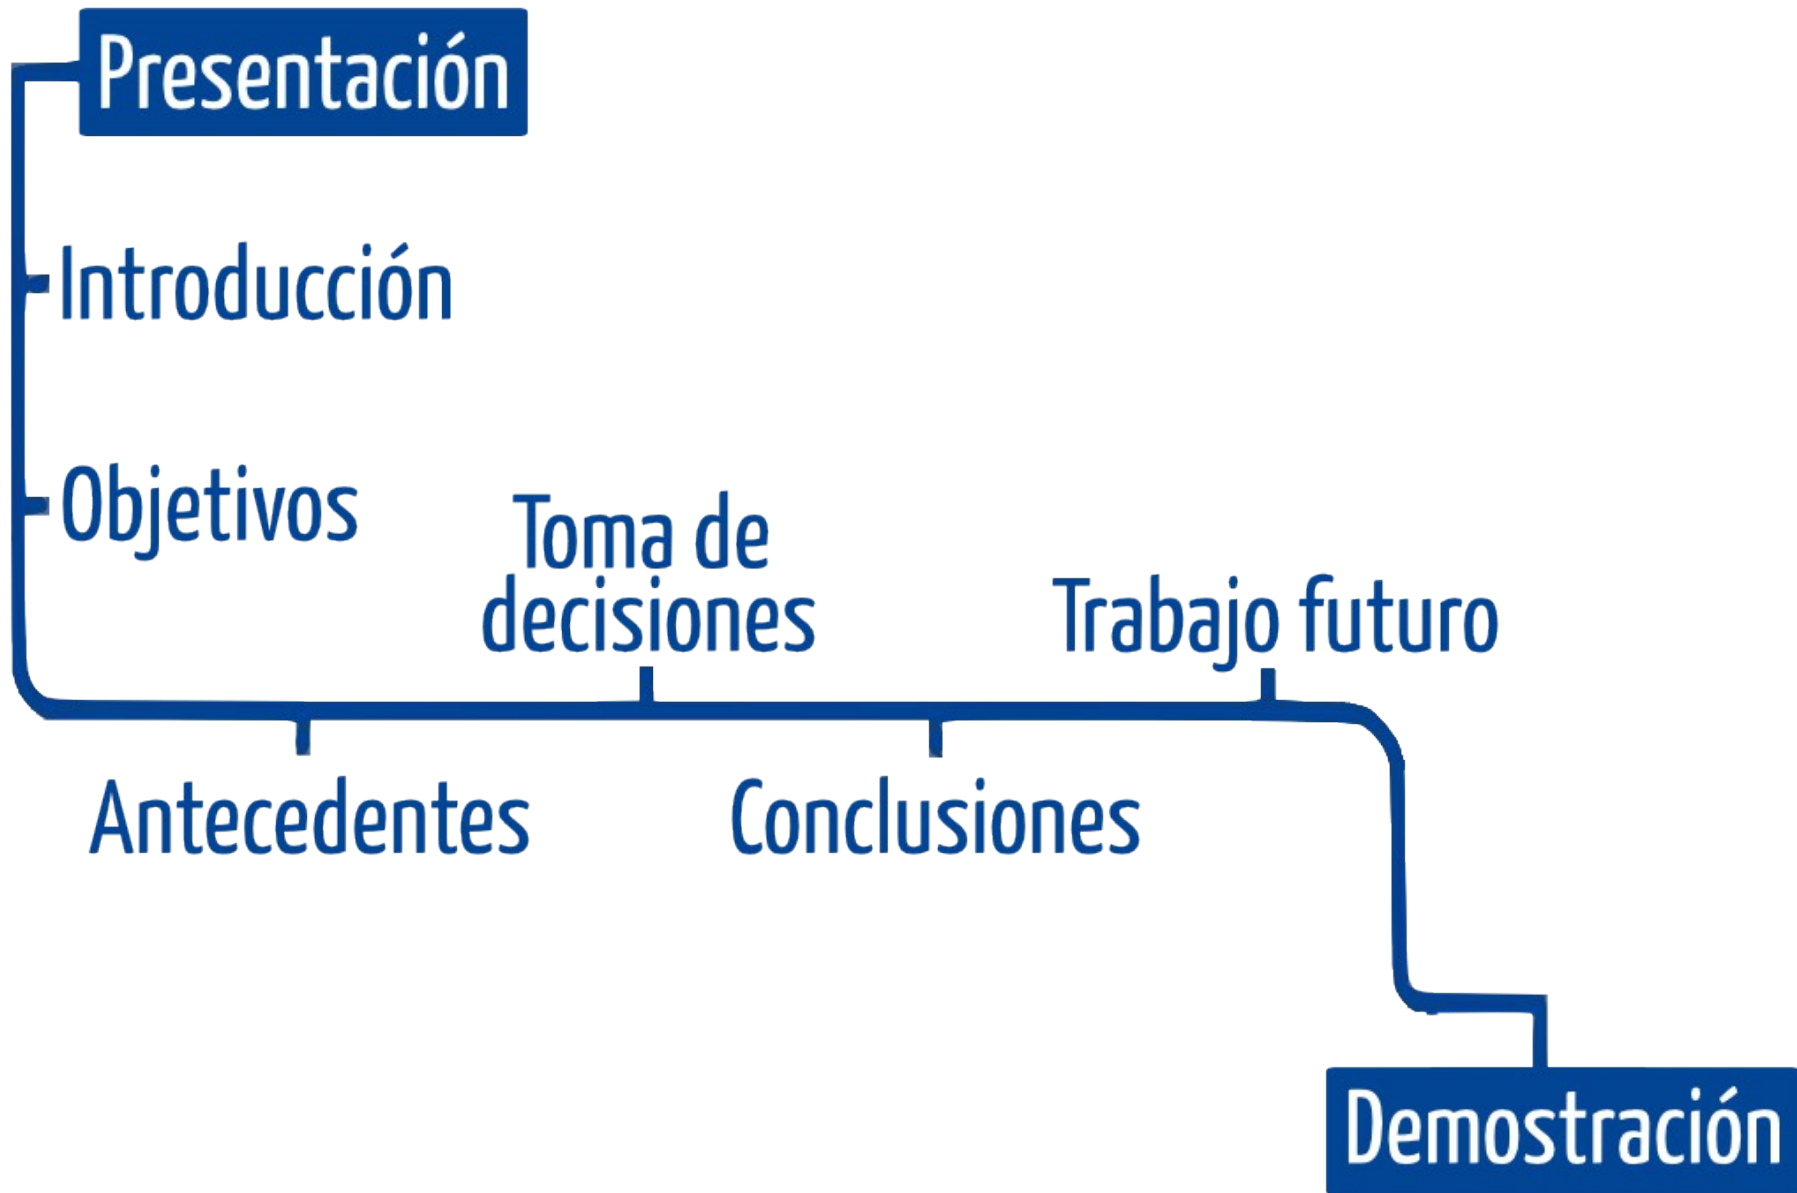 Presentación
Introducción
Objetivos
Antecedentes
Toma de
decisiones
Conclusiones
Trabajo futuro
Demostración